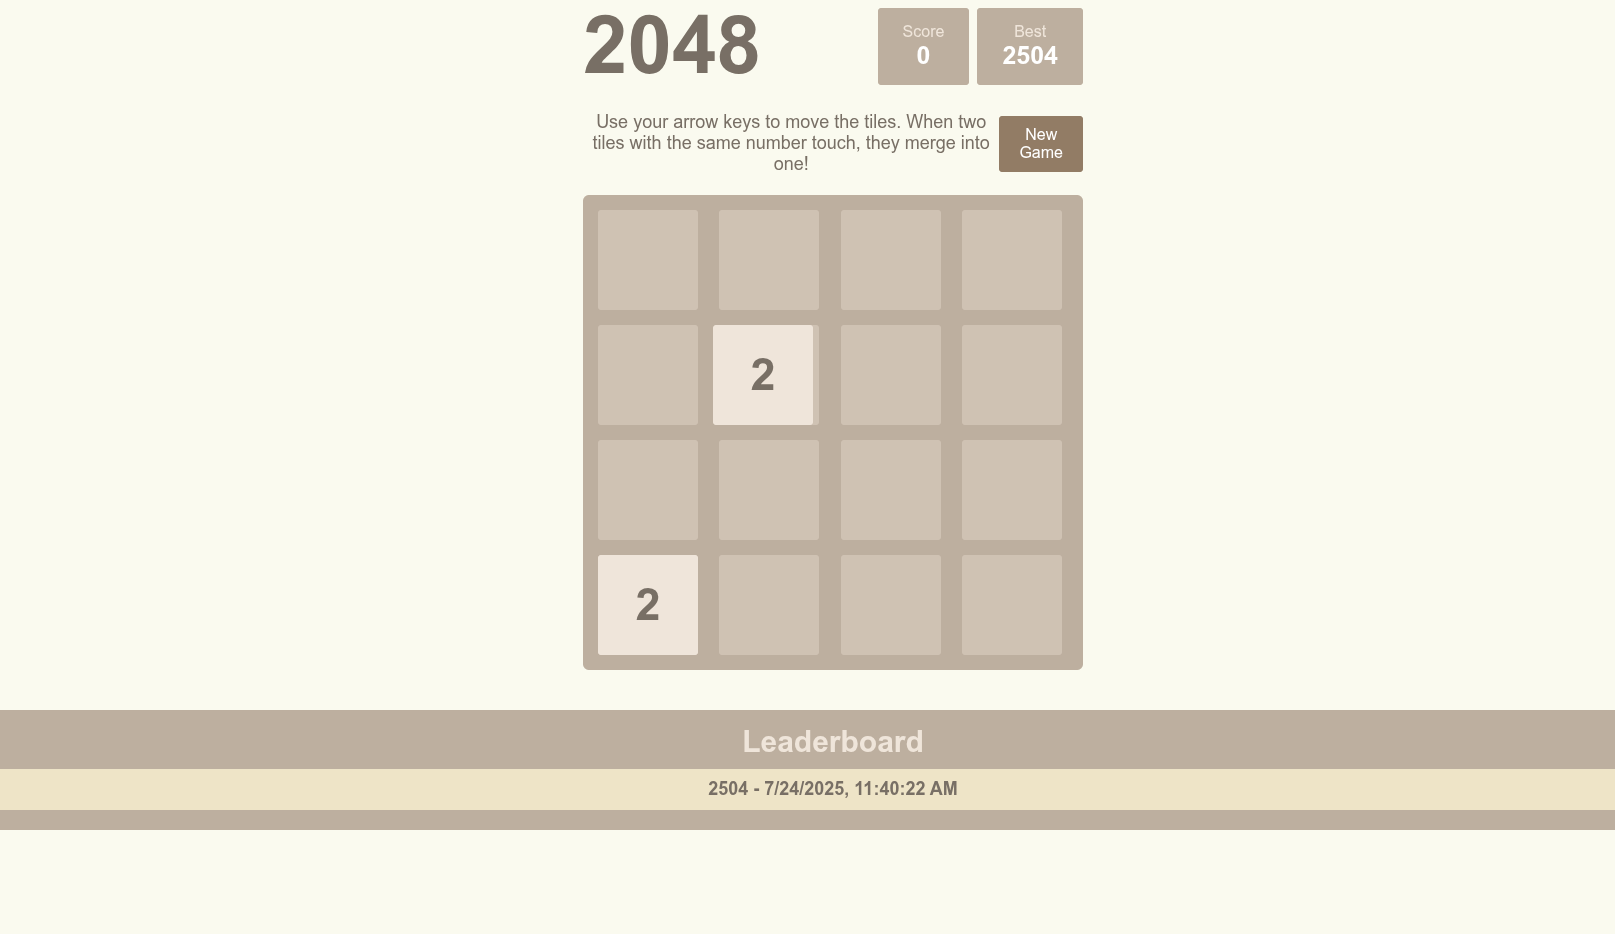 2048
Score
0
Best
2504
Use your arrow keys to move the tiles. When two
tiles with the same number touch, they merge into
one!
New
Game
2
2
Leaderboard
2504 - 7/24/2025, 11:40:22 AM